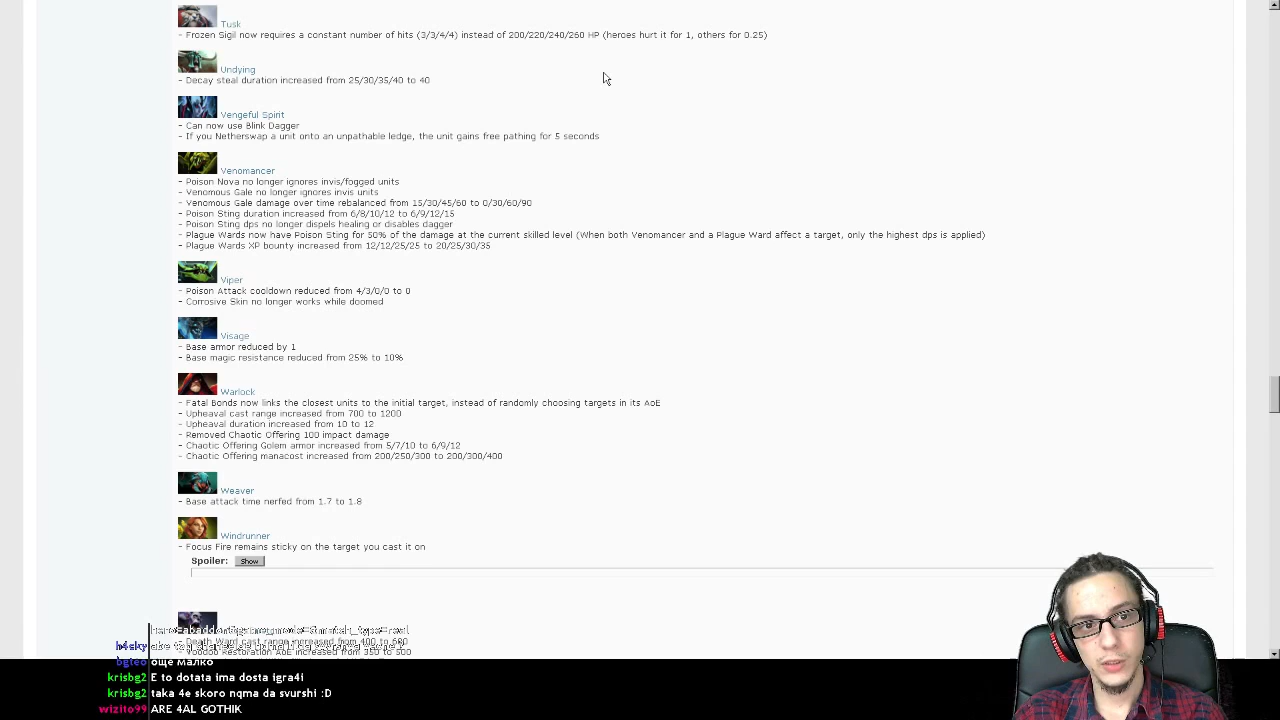 Tusk
- Frozen Sigil now requires a constant number of hits (3/3/4/4) instead of 200/220/240/260 HP (heroes hurt it for 1, others for 0.25)
Undying
- Decay steal duration increased from 25/30/35/40 to 40
Vengeful Spirit
- Can now use Blink Dagger
- If you Netherswap a unit onto an unpathable ledge, the unit gains free pathing for 5 seconds
Venomancer
- Poison Nova no longer ignores invis/fogged units
- Venomous Gale no longer ignores invis units
- Venomous Gale damage over time rebalanced from 15/30/45/60 to 0/30/60/90
- Poison Sting duration increased from 6/8/10/12 to 6/9/12/15
- Poison Sting dps no longer dispels healing or disables dagger
- Plague Wards now have Poison Sting for 50% of the damage at the current skilled level (When both Venomancer and a Plague Ward affect a target, only the highest dps is applied)
- Plague Wards XP bounty increased from 12/12/25/25 to 20/25/30/35
Viper
- Poison Attack cooldown reduced from 4/3/0/0 to 0
- Corrosive Skin no longer works while doomed
Visage
- Base armor reduced by 1
- Base magic resistance reduced from 25% to 10%
Warlock
- Fatal Bonds now links the closest units to the initial target, instead of randomly choosing targets in its AoE
- Upheaval cast range increased from 700 to 1200
- Upheaval duration increased from 10 to 12
- Removed Chaotic Offering 100 impact damage
- Chaotic Offering Golem armor increased from 5/7/10 to 6/9/12
- Chaotic Offering manacost increased from 200/250/300 to 200/300/400
Weaver
- Base attack time nerfed from 1.7 to 1.8
Windrunner
- Focus Fire remains sticky on the target you cast it on
Spoiler: Show
- Death Ward cast range increased from 400 to 600
h4sky
bgteo още малко
krisbg2 E to dotata ima dosta igra4i
krisbg2 taka 4e skoro nqma da svurshi :D
wizito99 ARE 4AL GOTHIK